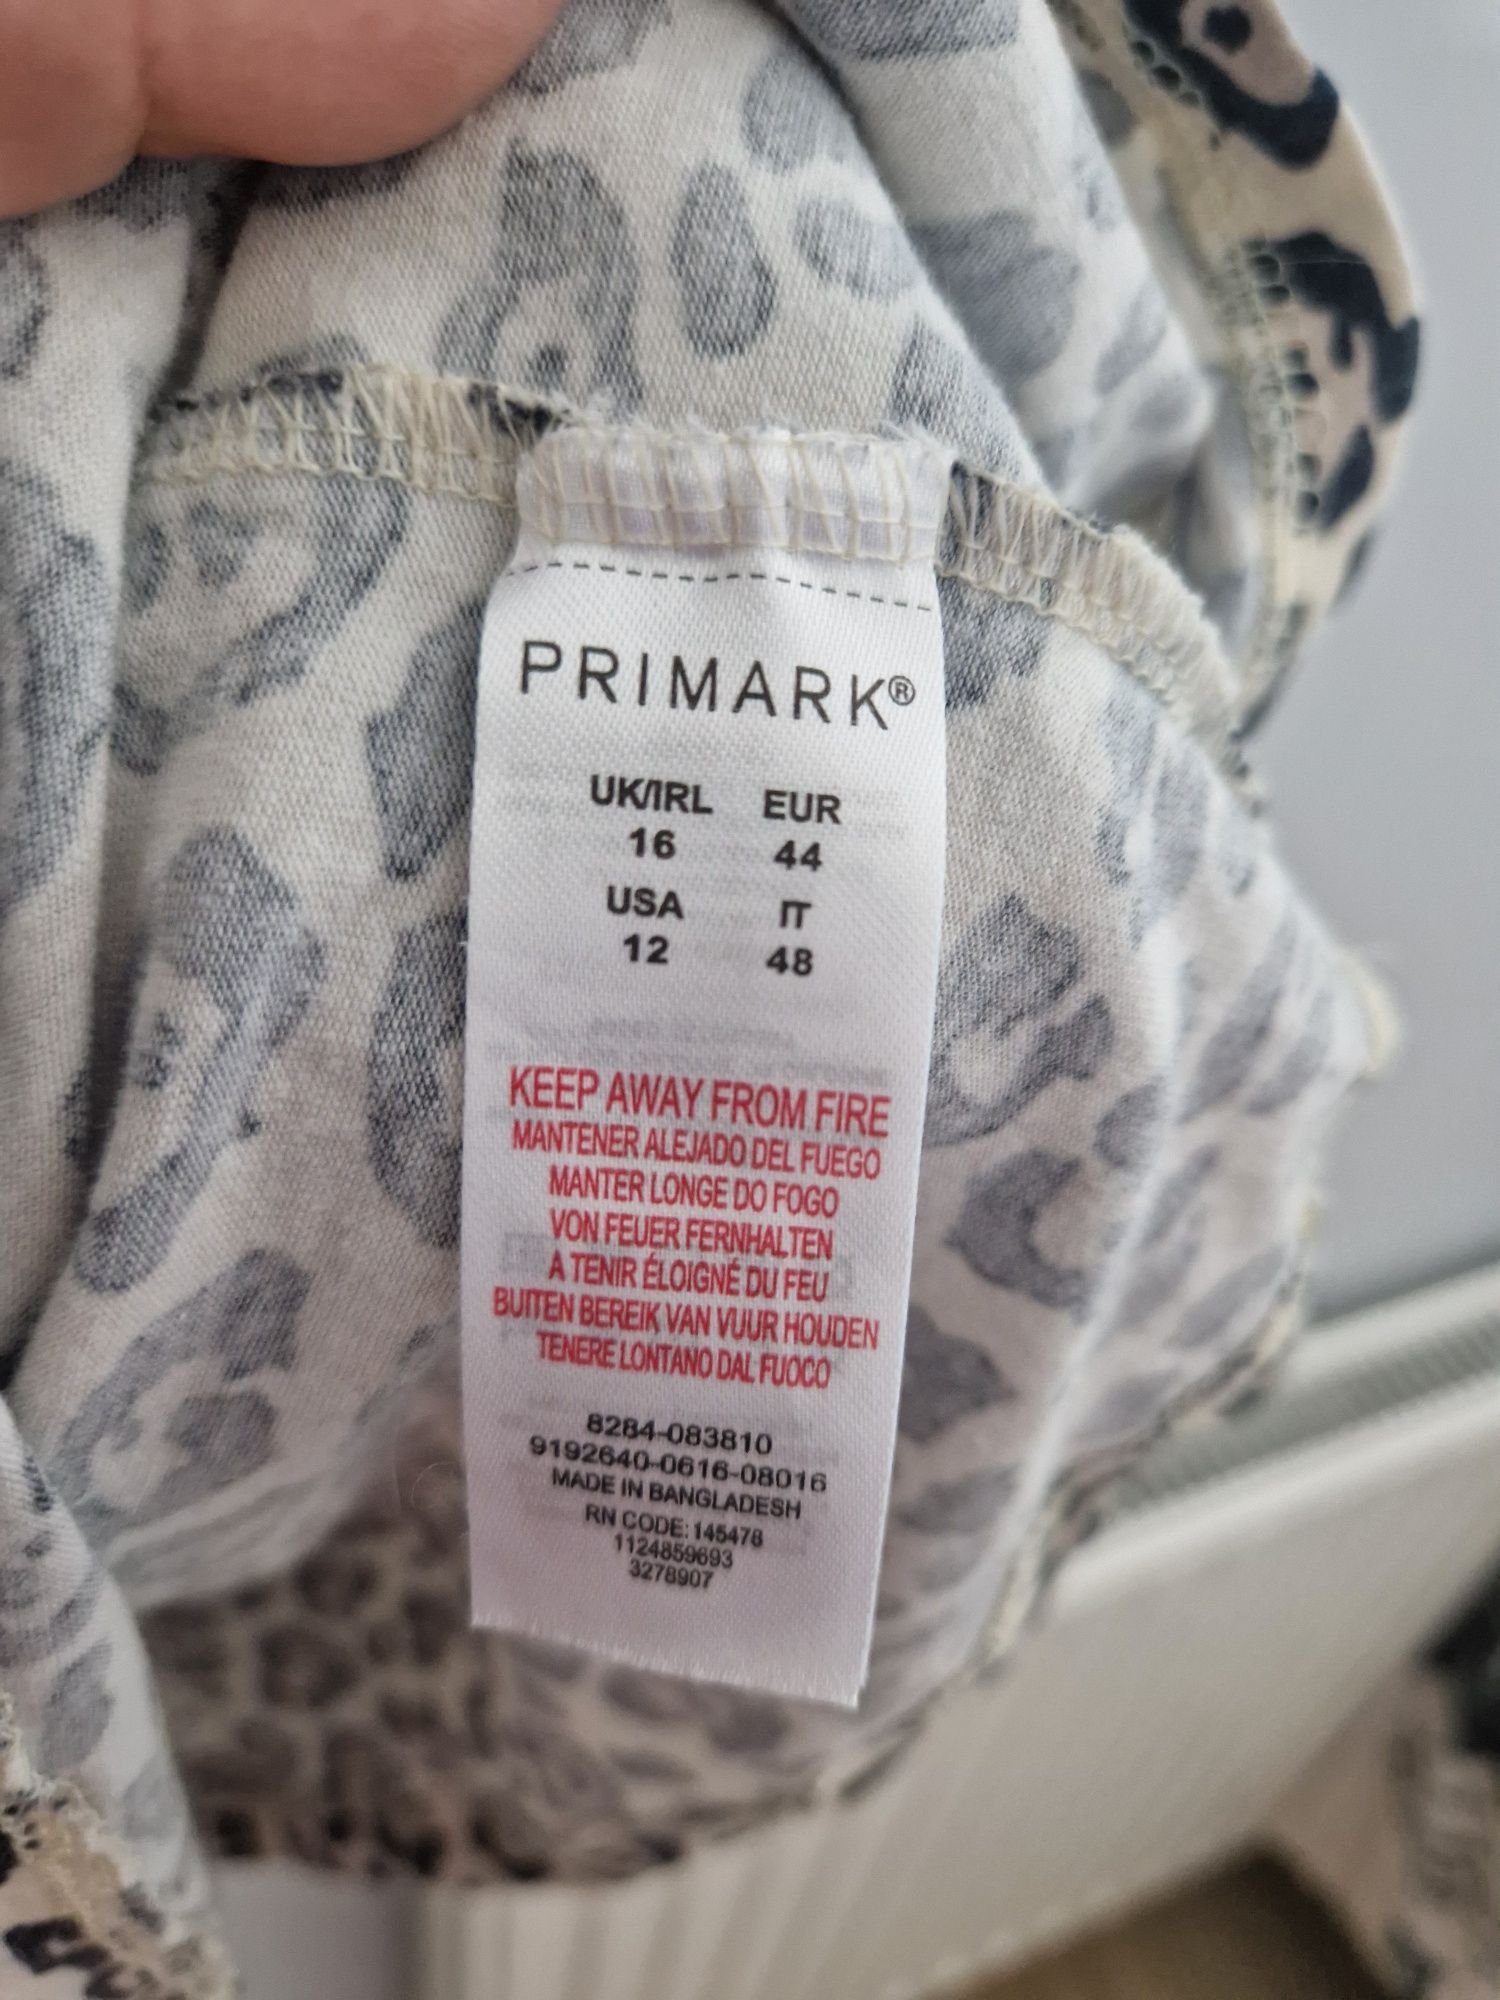 PRIMARK®
UK/IRL EUR
16 44
USA IT
12 48
KEEP AWAY FROM FIRE
MANTENER ALEJADO DEL FUEGO
MANTER LONGE DO FOGO
VON FEUER FERNHALTEN
A TENIR ÉLOIGNÉ DU FEU
BUITEN BEREIK VAN VUUR HOUDEN
TENERE LONTANO DAL FUOCO
8284-083810
9192640-0616-08016
MADE IN BANGLADESH
RN CODE: 145478
1124859693
3278907